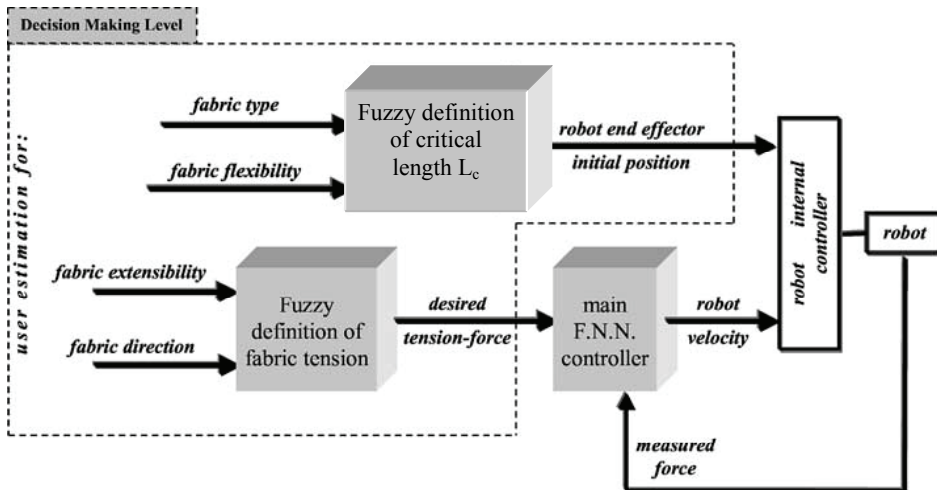 Decision Making Level
user estimation for:
fabric type
fabric flexibility
Fuzzy definition
of critical
length Lc
robot end effector
initial position
robot internal
controller
robot
fabric extensibility
fabric direction
Fuzzy
definition of
fabric tension
desired
tension-force
main
F.N.N.
controller
robot
velocity
measured
force